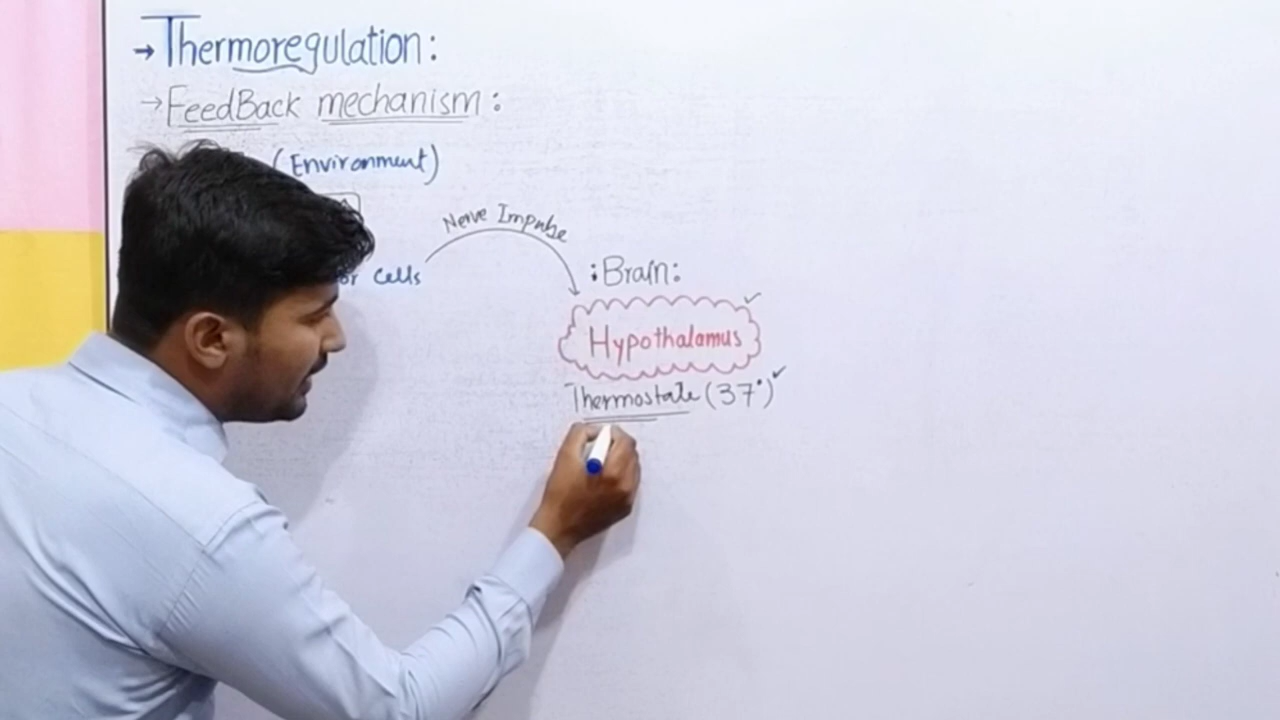 →Thermoregulation:
→FeedBack mechanism:
(Environment)
Nerve Impulse
:Brain:
cells
Hypothalamus
Thermostate (37°)